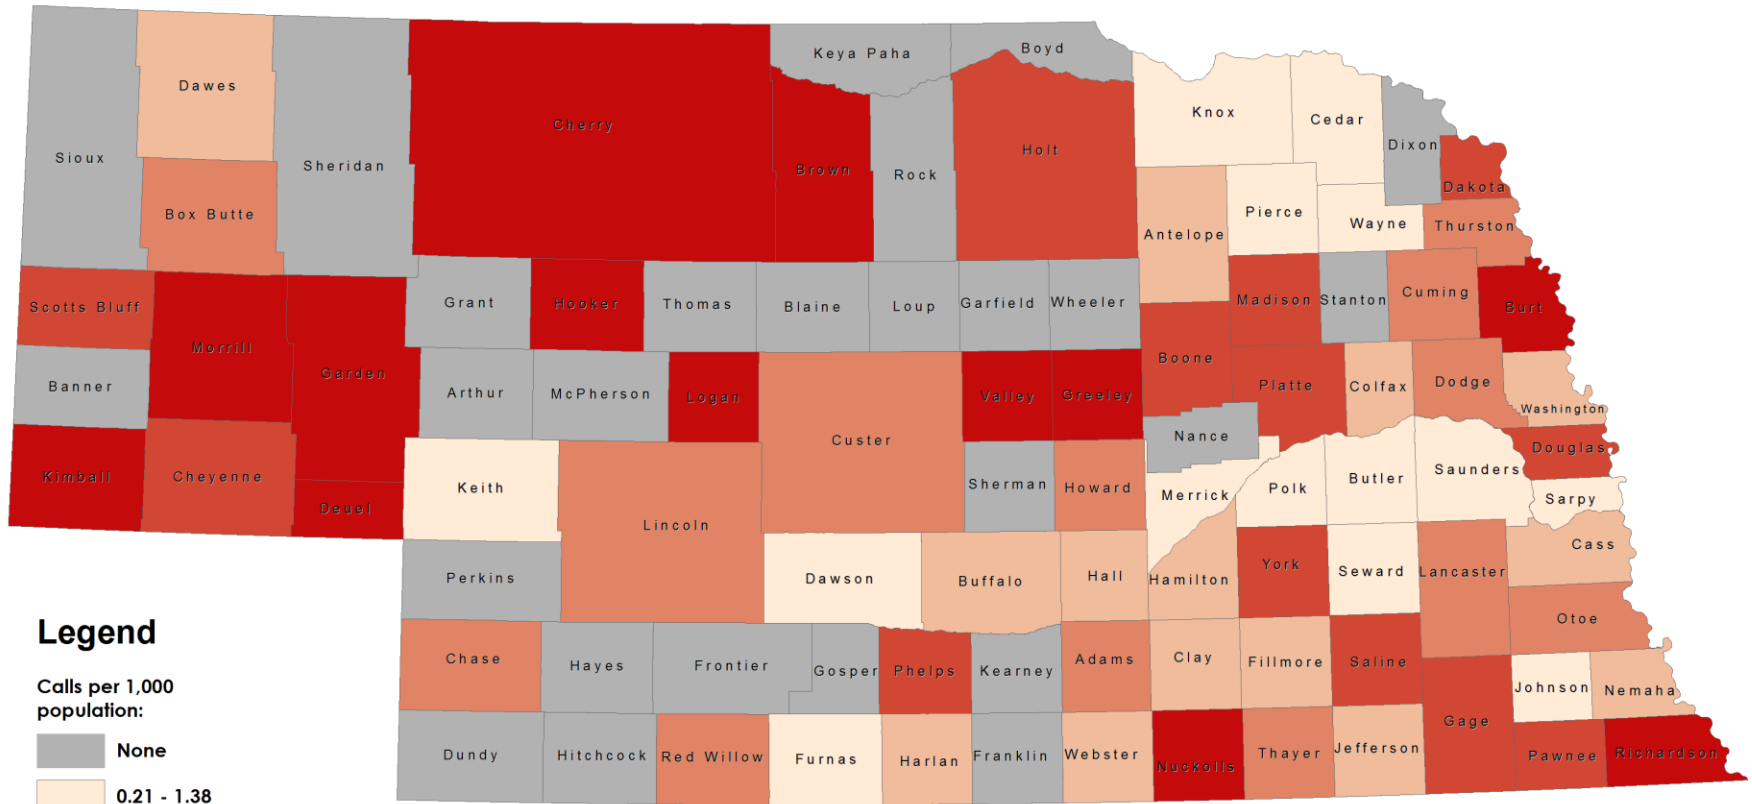 Keya Paha
Boyd
Dawes
Knox
Cedar
Cherry
Dixon
Sioux
Sheridan
Brown
Rock
Holt
Dakota
Box Butte
Pierce
Wayne
Thurston
Antelope
Scotts Bluff
Grant
Hooker
Thomas
Blaine
Loup
Garfield
Wheeler
Madison
Stanton
Cuming
Burt
Morrill
Garden
Boone
Banner
Arthur
McPherson
Logan
Valley
Greeley
Platte
Colfax
Dodge
Washington
Custer
Nance
Douglas
Kimball
Cheyenne
Keith
Sherman
Howard
Merrick
Polk
Butler
Saunders
Sarpy
Deuel
Lincoln
Cass
Perkins
Dawson
Buffalo
Hall
Hamilton
York
Seward
Lancaster
Otoe
Legend
Chase
Hayes
Frontier
Gosper
Phelps
Kearney
Adams
Clay
Fillmore
Saline
Johnson
Nemaha
Calls per 1,000
population:
Gage
None
Dundy
Hitchcock
Red Willow
Furnas
Harlan
Franklin
Webster
Nuckolls
Thayer
Jefferson
Pawnee
Richardson
0.21 - 1.38